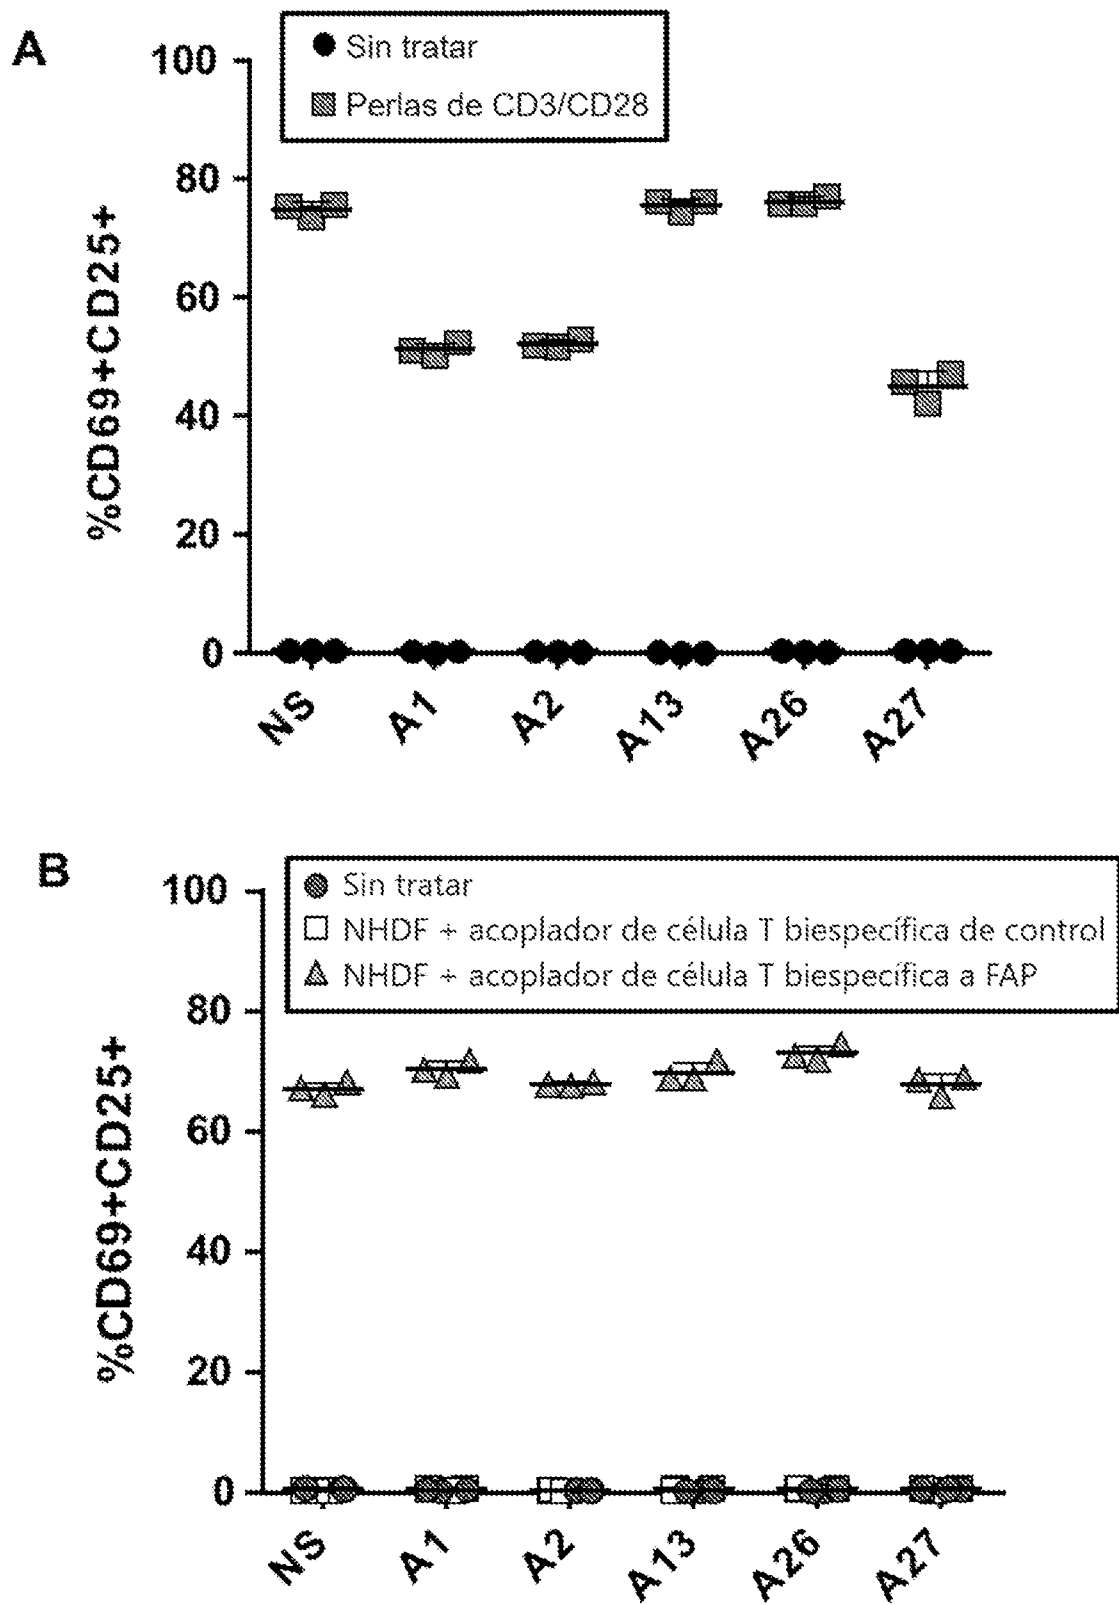 A
Sin tratar
Perlas de CD3/CD28
100
80
60
40
20
0
%CD69+CD25+
NS
A1
A2
A13
A26
A27
B
Sin tratar
NHDF + acoplador de célula T biespecífica de control
NHDF + acoplador de célula T biespecífica a FAP
100
80
60
40
20
0
%CD69+CD25+
NS
A1
A2
A13
A26
A27